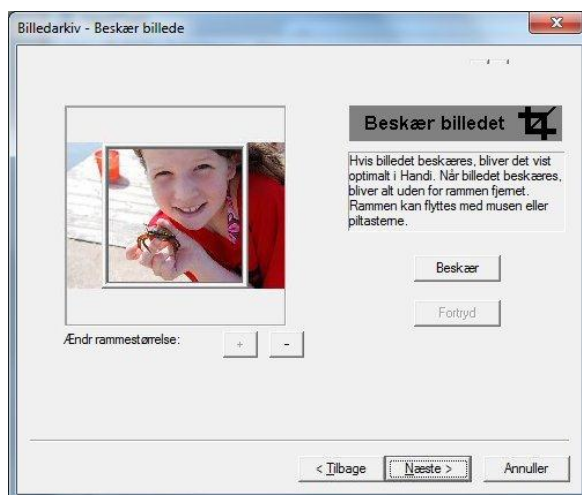 Billedarkiv - Beskær billede
Beskær billedet
Hvis billedet beskæres, bliver det vist
optimalt i Handi. Når billedet beskæres,
bliver alt uden for rammen fjernet.
Rammen kan flyttes med musen eller
piltasterne.
Beskær
Fortryd
Ændr rammestørrelse:
+ -
< Tilbage
Næste >
Annuller